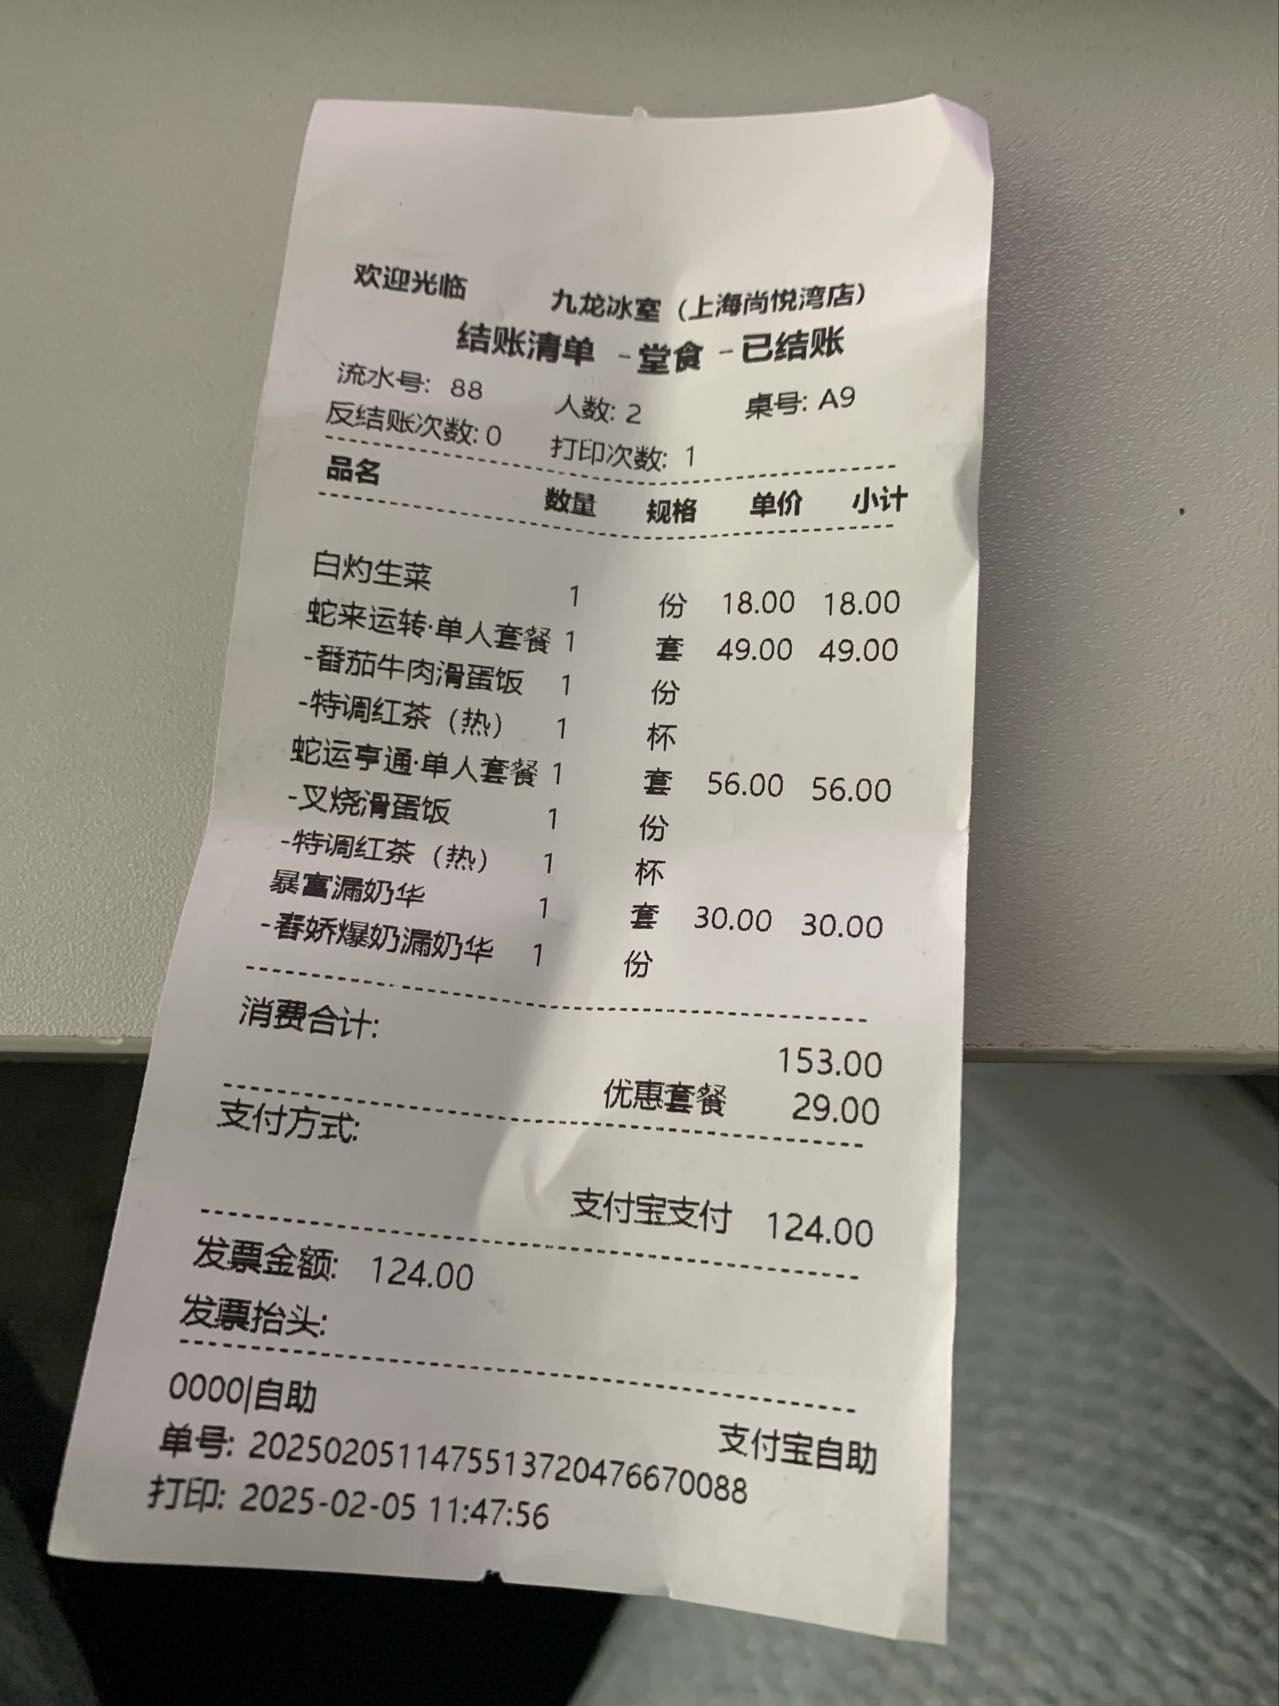 欢迎光临 九龙冰室（上海尚悦湾店）
结账清单 -堂食 -已结账
流水号: 88 人数: 2 桌号: A9
反结账次数: 0 打印次数: 1
品名 数量 规格 单价 小计
白灼生菜 1 份 18.00 18.00
蛇来运转·单人套餐 1 套 49.00 49.00
-番茄牛肉滑蛋饭 1 份
-特调红茶（热） 1 杯
蛇运亨通·单人套餐 1 套 56.00 56.00
-叉烧滑蛋饭 1 份
-特调红茶（热） 1 杯
暴富漏奶华 1 套 30.00 30.00
-春娇爆奶漏奶华 1 份
消费合计: 153.00
优惠套餐 29.00
支付方式:
支付宝支付 124.00
发票金额: 124.00
发票抬头:
0000|自助 支付宝自助
单号: 2025020511475513720476670088
打印: 2025-02-05 11:47:56